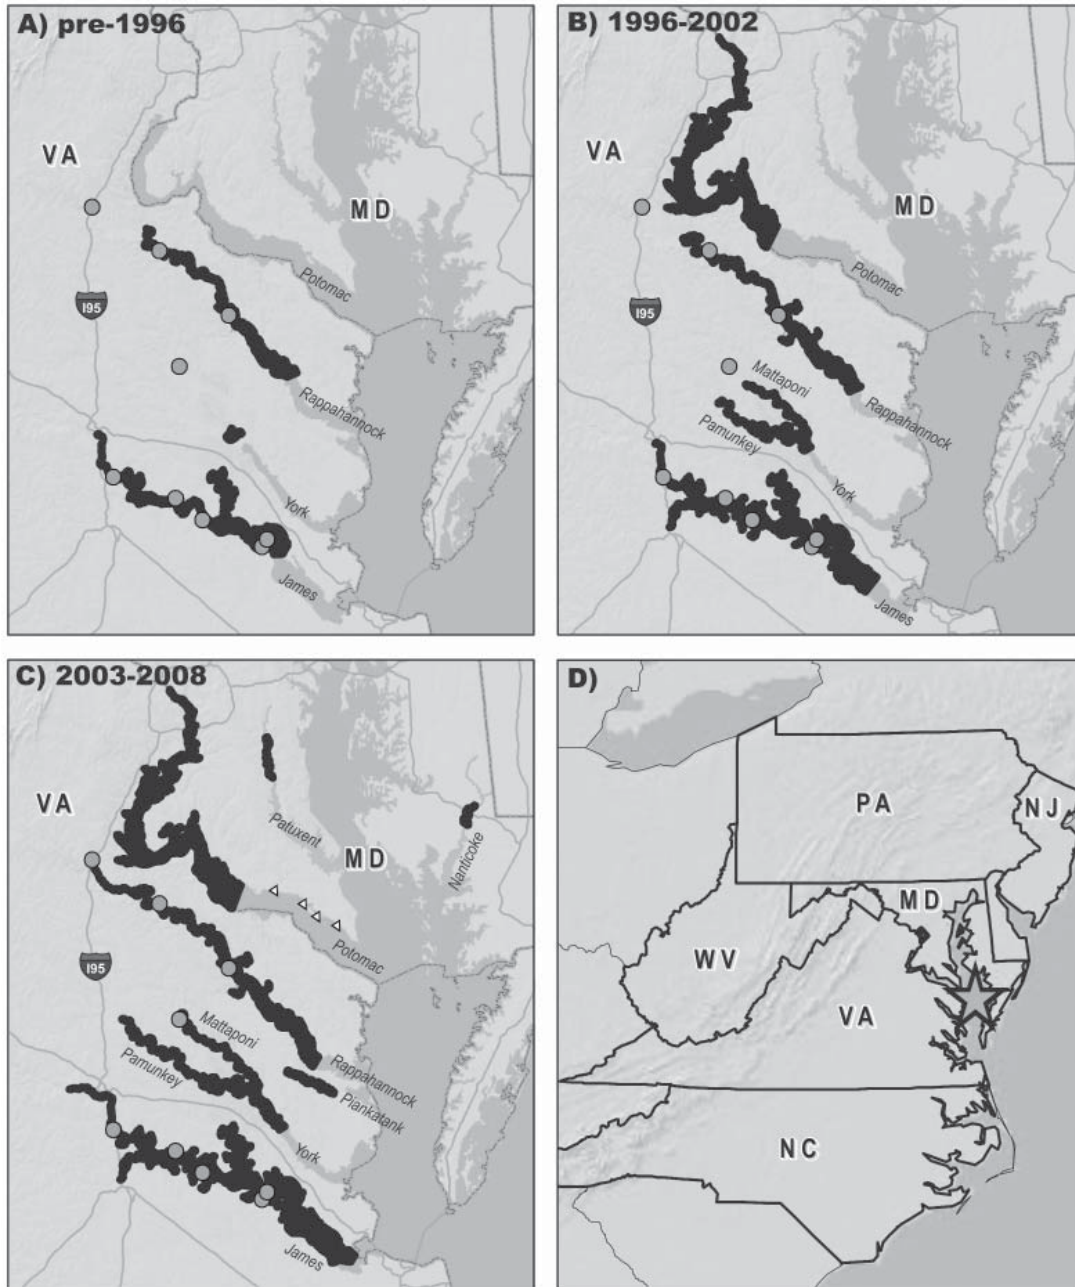 A) pre-1996
VA
MD
I95
Potomac
Rappahannock
York
James
B) 1996-2002
VA
MD
I95
Potomac
Mattaponi
Rappahannock
Pamunkey
York
James
C) 2003-2008
VA
Patuxent
MD
Nanticoke
I95
Potomac
Mattaponi
Rappahannock
Pamunkey
Piankatank
York
James
D)
PA
NJ
MD
WV
VA
NC